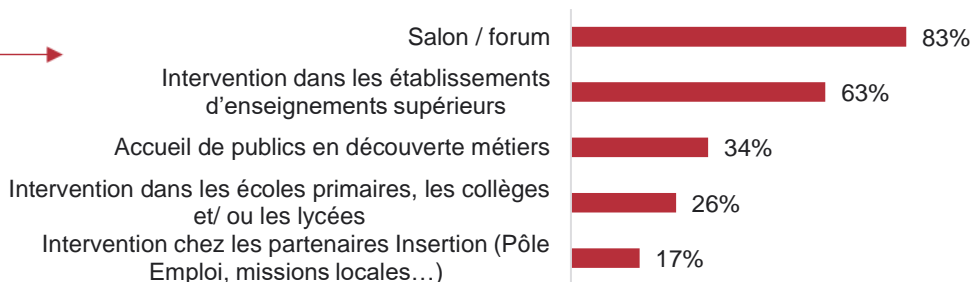 Salon / forum 83%
Intervention dans les établissements
d’enseignements supérieurs 63%
Accueil de publics en découverte métiers 34%
Intervention dans les écoles primaires, les collèges
et/ ou les lycées 26%
Intervention chez les partenaires Insertion (Pôle
Emploi, missions locales…) 17%